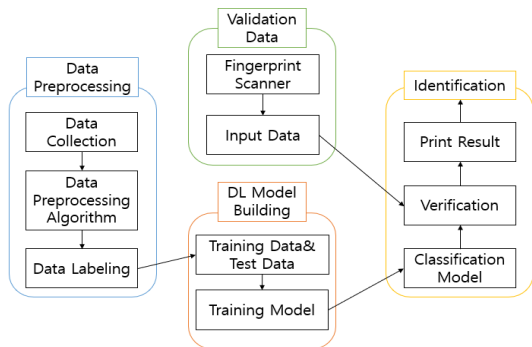 Data
Preprocessing
Data
Collection
Data
Preprocessing
Algorithm
Data Labeling
Validation
Data
Fingerprint
Scanner
Input Data
DL Model
Building
Training Data&
Test Data
Training Model
Identification
Print Result
Verification
Classification
Model